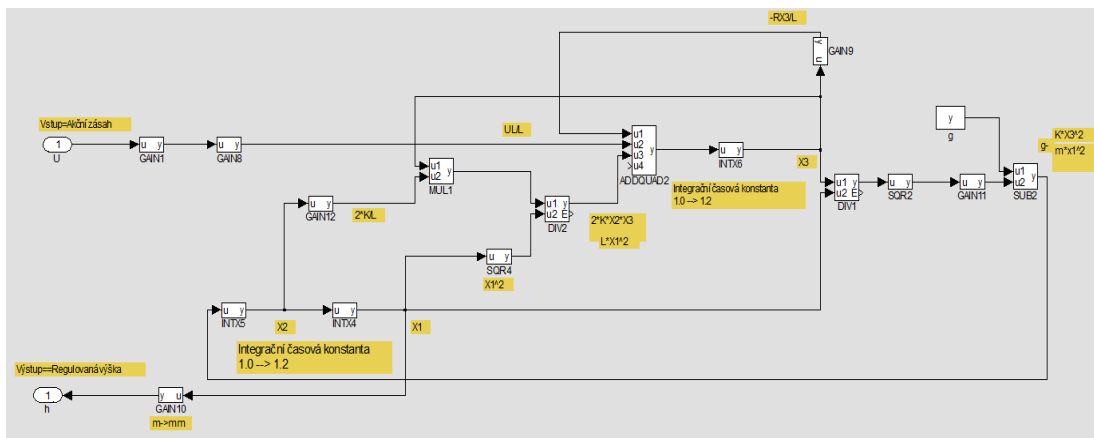 -RX3/L
y
u
GAIN9
Vstup=Akční zásah
1
U
u y
GAIN1
u y
GAIN8
UL/L
u1
u2
u3
u4
y
ADDQUAD2
u y
INTX6
X3
Integrační časová konstanta
1.0 --> 1.2
y
g
g-
K*X3^2
m*x1^2
u1
u2
y
MUL1
u y
GAIN12
2*K/L
u1 y
u2 E
DIV2
2*K*X2*X3
L*X1^2
u y
SQR4
X1^2
u1 y
u2 E
DIV1
u y
SQR2
u y
GAIN11
u1
u2
y
SUB2
u y
INTX5
X2
u y
INTX4
X1
Integrační časová konstanta
1.0 --> 1.2
Výstup==Regulovaná výška
1
h
y u
GAIN10
m->mm